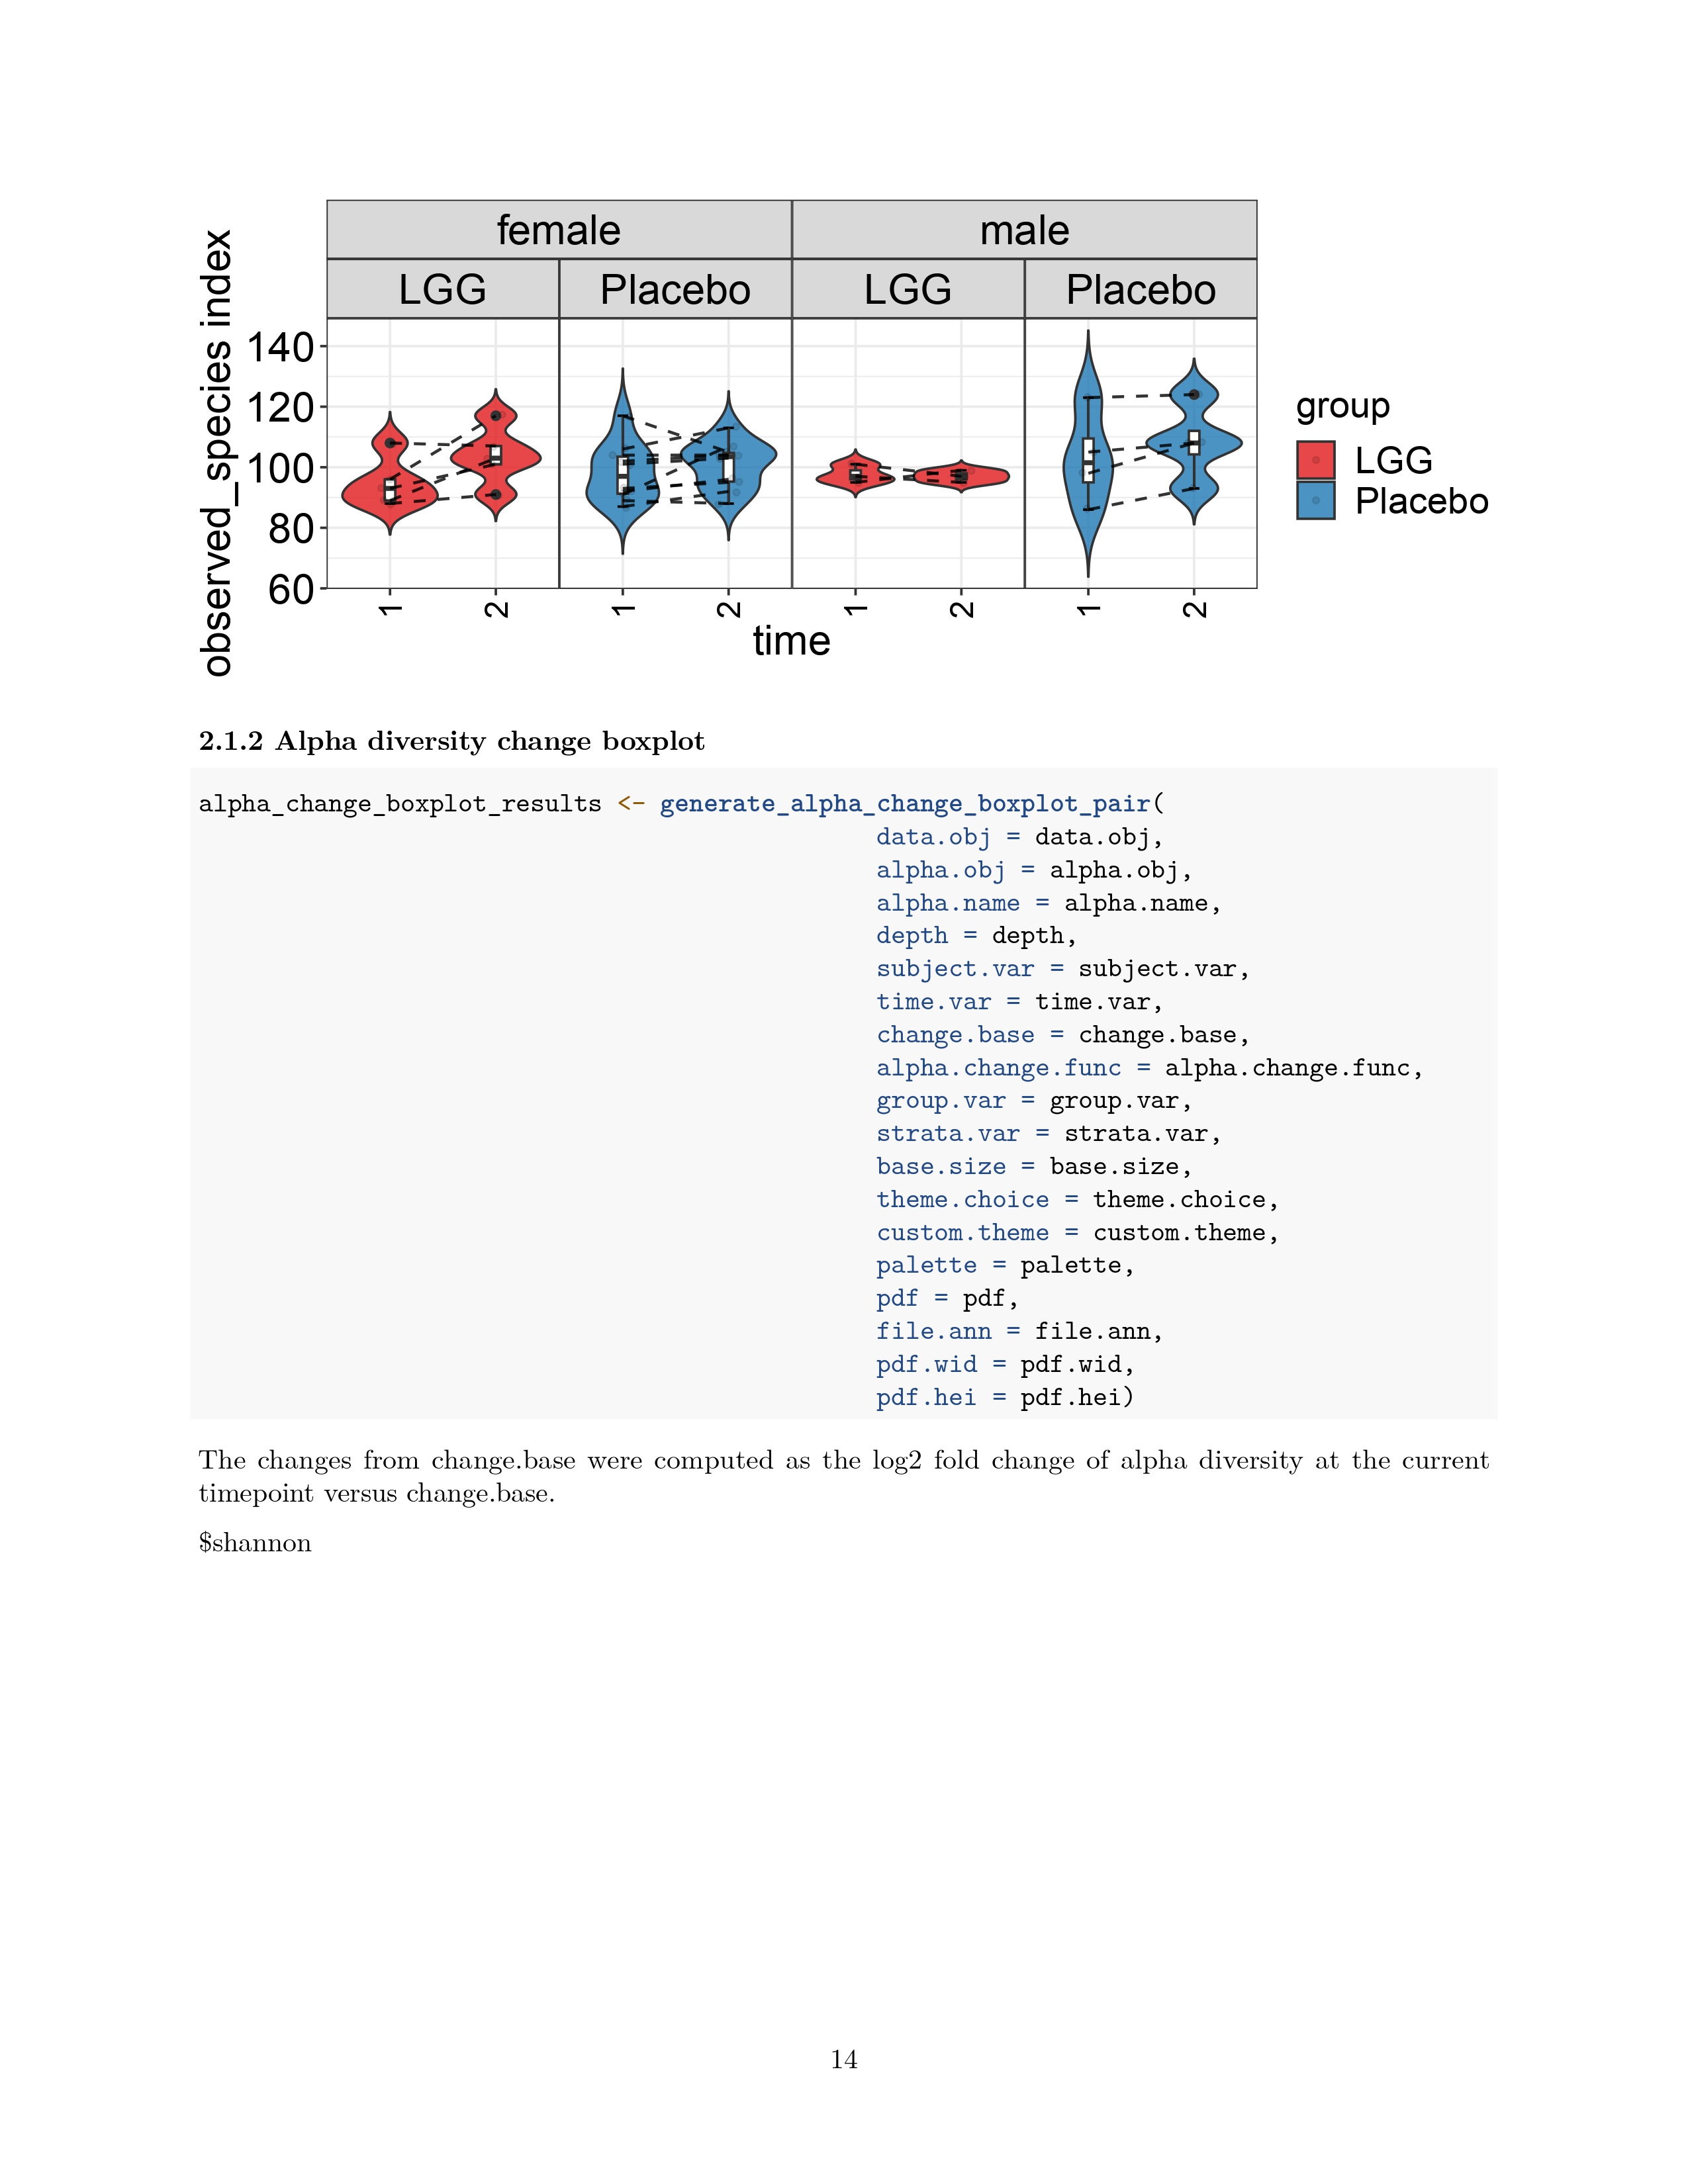 female male
LGG Placebo LGG Placebo
observed_species index
140
120
100
80
60
1 2 1 2 1 2 1 2
time
group
LGG
Placebo
2.1.2 Alpha diversity change boxplot
alpha_change_boxplot_results <- generate_alpha_change_boxplot_pair(
data.obj = data.obj,
alpha.obj = alpha.obj,
alpha.name = alpha.name,
depth = depth,
subject.var = subject.var,
time.var = time.var,
change.base = change.base,
alpha.change.func = alpha.change.func,
group.var = group.var,
strata.var = strata.var,
base.size = base.size,
theme.choice = theme.choice,
custom.theme = custom.theme,
palette = palette,
pdf = pdf,
file.ann = file.ann,
pdf.wid = pdf.wid,
pdf.hei = pdf.hei)
The changes from change.base were computed as the log2 fold change of alpha diversity at the current
timepoint versus change.base.
$shannon
14